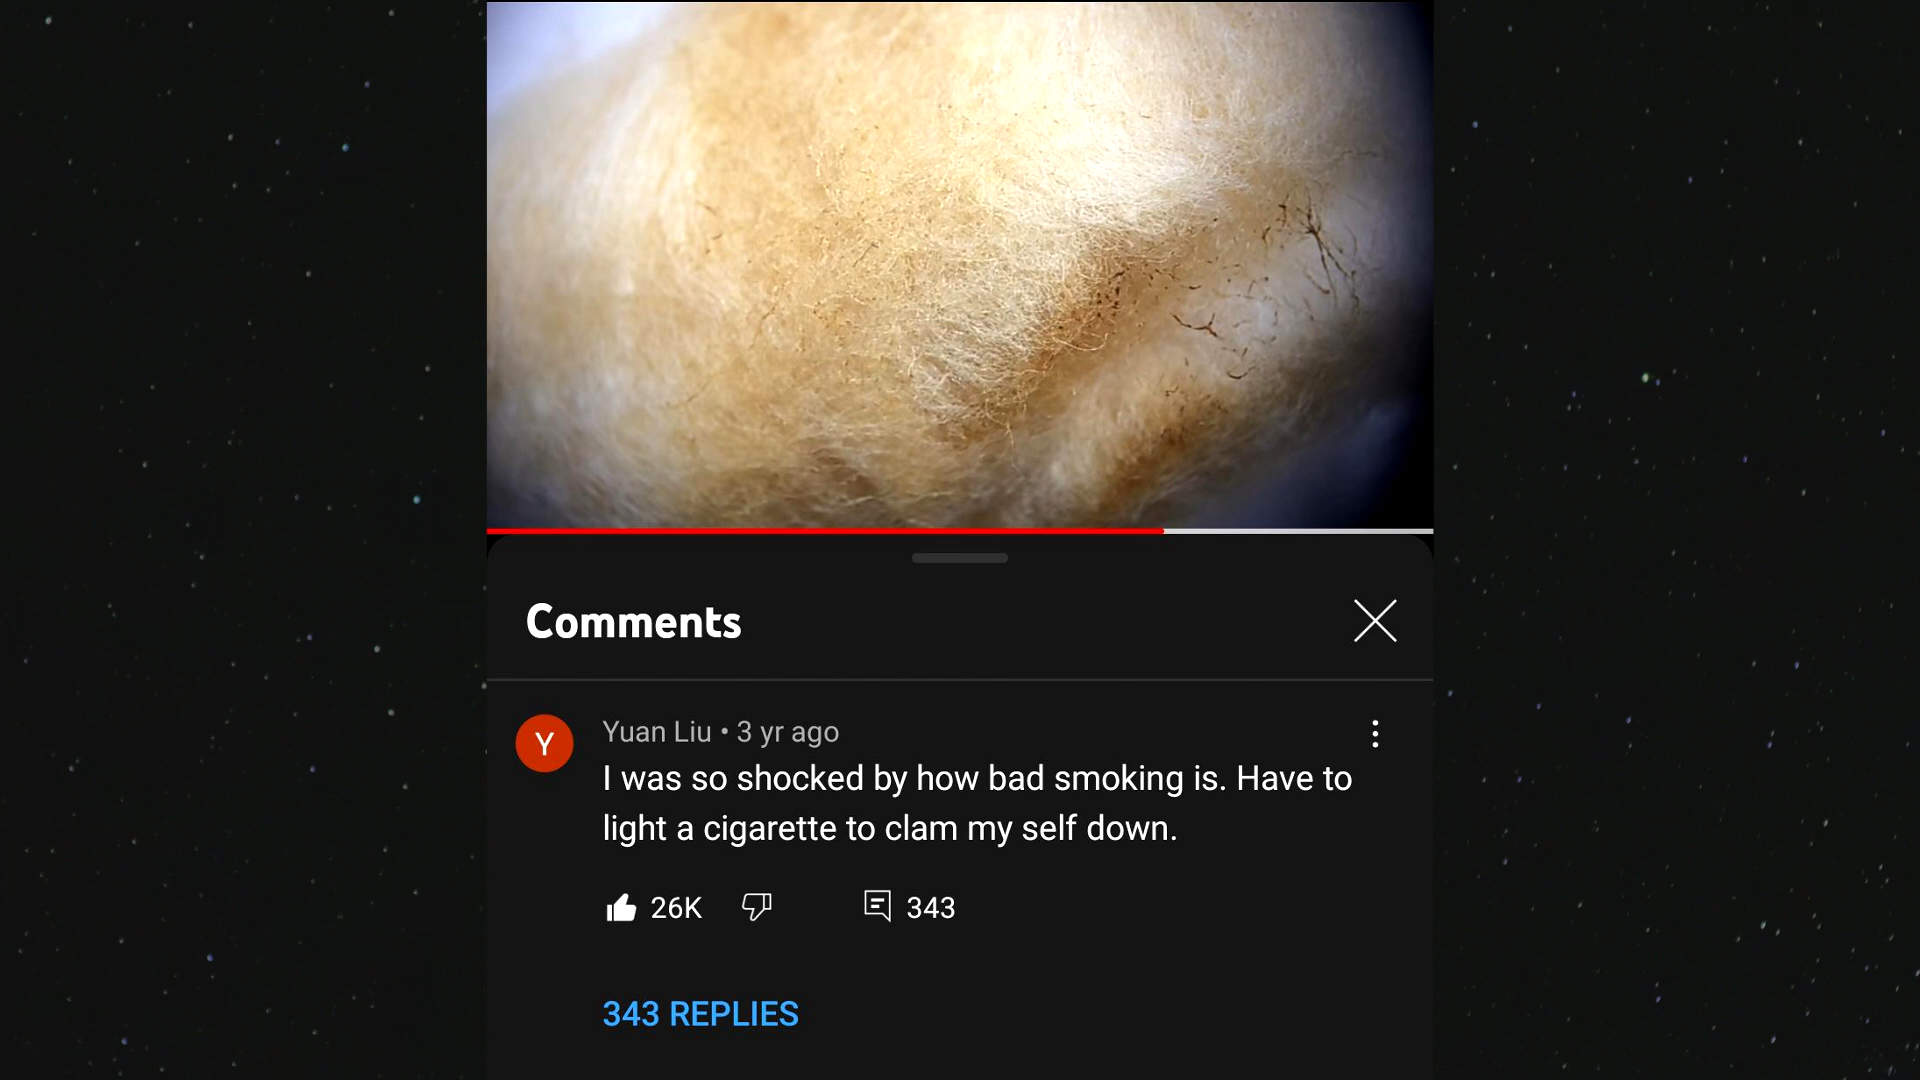 Comments
Y
Yuan Liu • 3 yr ago
I was so shocked by how bad smoking is. Have to
light a cigarette to clam my self down.
26K 343
343 REPLIES